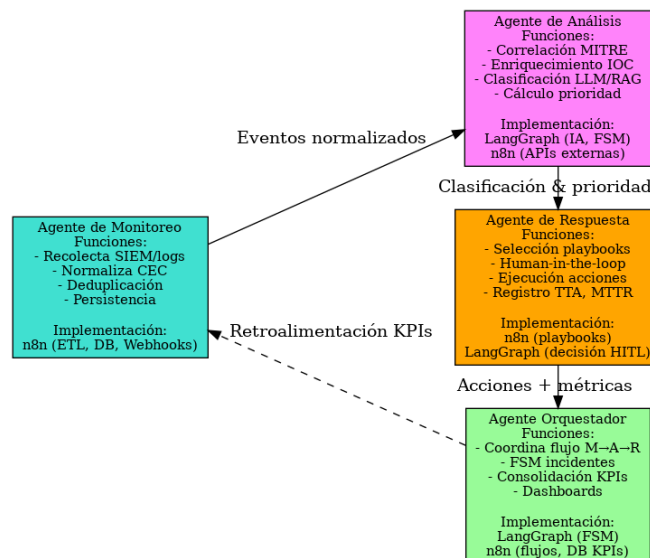 Agente de Análisis
Funciones:
- Correlación MITRE
- Enriquecimiento IOC
- Clasificación LLM/RAG
- Cálculo prioridad
Implementación:
LangGraph (IA, FSM)
n8n (APIs externas)
Eventos normalizados
Clasificación & prioridad
Agente de Monitoreo
Funciones:
- Recolecta SIEM/logs
- Normaliza CEC
- Deduplicación
- Persistencia
Implementación:
n8n (ETL, DB, Webhooks)
Agente de Respuesta
Funciones:
- Selección playbooks
- Human-in-the-loop
- Ejecución acciones
- Registro TTA, MTTR
Implementación:
n8n (playbooks)
LangGraph (decisión HITL)
Retroalimentación KPIs
Acciones + métricas
Agente Orquestador
Funciones:
- Coordina flujo M→A→R
- FSM incidentes
- Consolidación KPIs
- Dashboards
Implementación:
LangGraph (FSM)
n8n (flujos, DB KPIs)